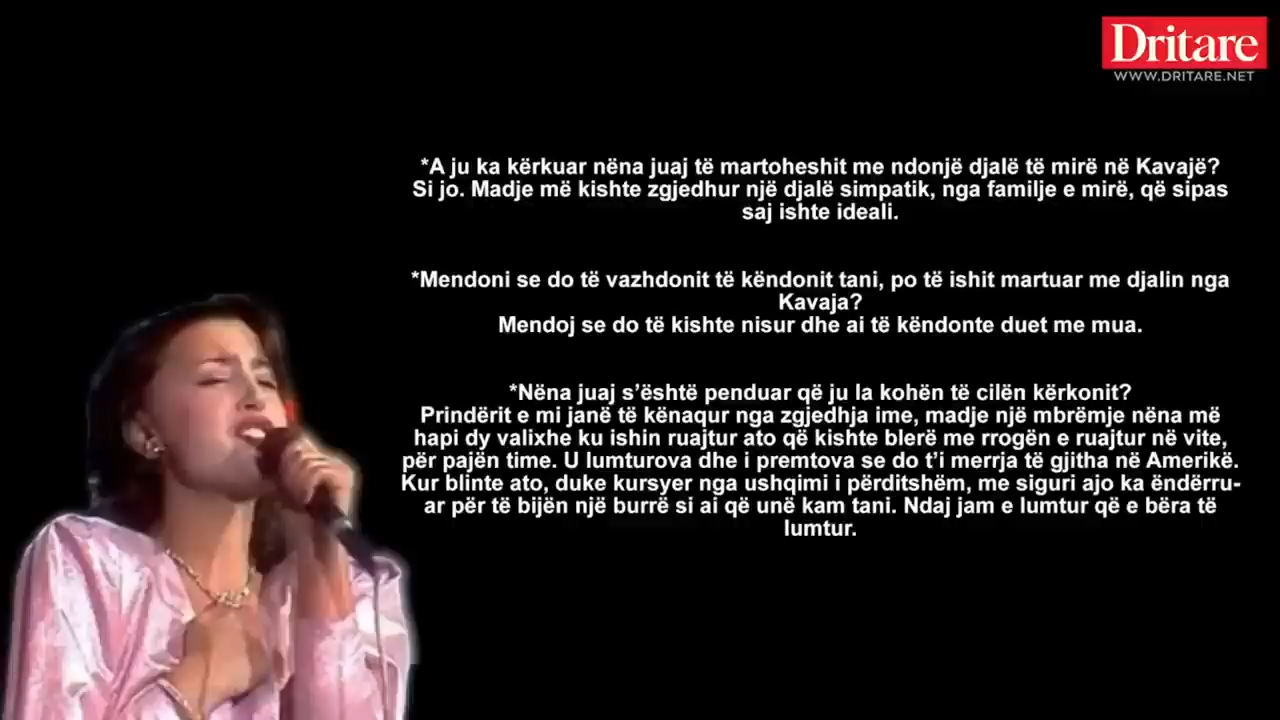 Dritare
WWW.DRITARE.NET
*A ju ka kërkuar nëna juaj të martoheshit me ndonjë djalë të mirë në Kavajë?
Si jo. Madje më kishte zgjedhur një djalë simpatik, nga familje e mirë, që sipas
saj ishte ideali.
*Mendoni se do të vazhdonit të këndonit tani, po të ishit martuar me djalin nga
Kavaja?
Mendoj se do të kishte nisur dhe ai të këndonte duet me mua.
*Nëna juaj s’është penduar që ju la kohën të cilën kërkonit?
Prindërit e mi janë të kënaqur nga zgjedhja ime, madje një mbrëmje nëna më
hapi dy valixhe ku ishin ruajtur ato që kishte blerë me rrogën e ruajtur në vite,
për pajën time. U lumturova dhe i premtova se do t’i merrja të gjitha në Amerikë.
Kur blinte ato, duke kursyer nga ushqimi i përditshëm, me siguri ajo ka ëndërru-
ar për të bijën një burrë si ai që unë kam tani. Ndaj jam e lumtur që e bëra të
lumtur.